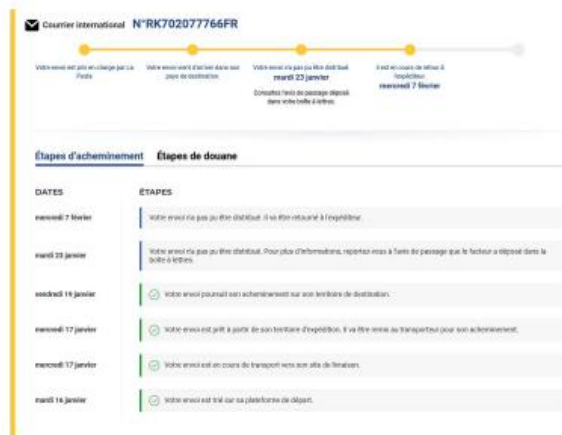 Courrier international N°RK702077766FR
Votre envoi est pris en charge par La
Poste
Votre envoi vient d'arriver dans son
pays de destination
Votre envoi n'a pas pu être distribué
mardi 23 janvier
Consultez l'avis de passage déposé
dans votre boîte à lettres.
Il est en cours de retour à
l'expéditeur
mercredi 7 février
Étapes d'acheminement Étapes de douane
DATES ÉTAPES
mercredi 7 février Votre envoi n'a pas pu être distribué. Il va être retourné à l'expéditeur.
mardi 23 janvier Votre envoi n'a pas pu être distribué. Pour plus d'informations, reportez-vous à l'avis de passage que le facteur a déposé dans la
boîte à lettres.
vendredi 19 janvier Votre envoi poursuit son acheminement sur son territoire de destination.
mercredi 17 janvier Votre envoi est prêt à partir de son territoire d'expédition. Il va être remis au transporteur pour son acheminement.
mercredi 17 janvier Votre envoi est en cours de transport vers son site de livraison.
mardi 16 janvier Votre envoi est trié sur sa plateforme de départ.